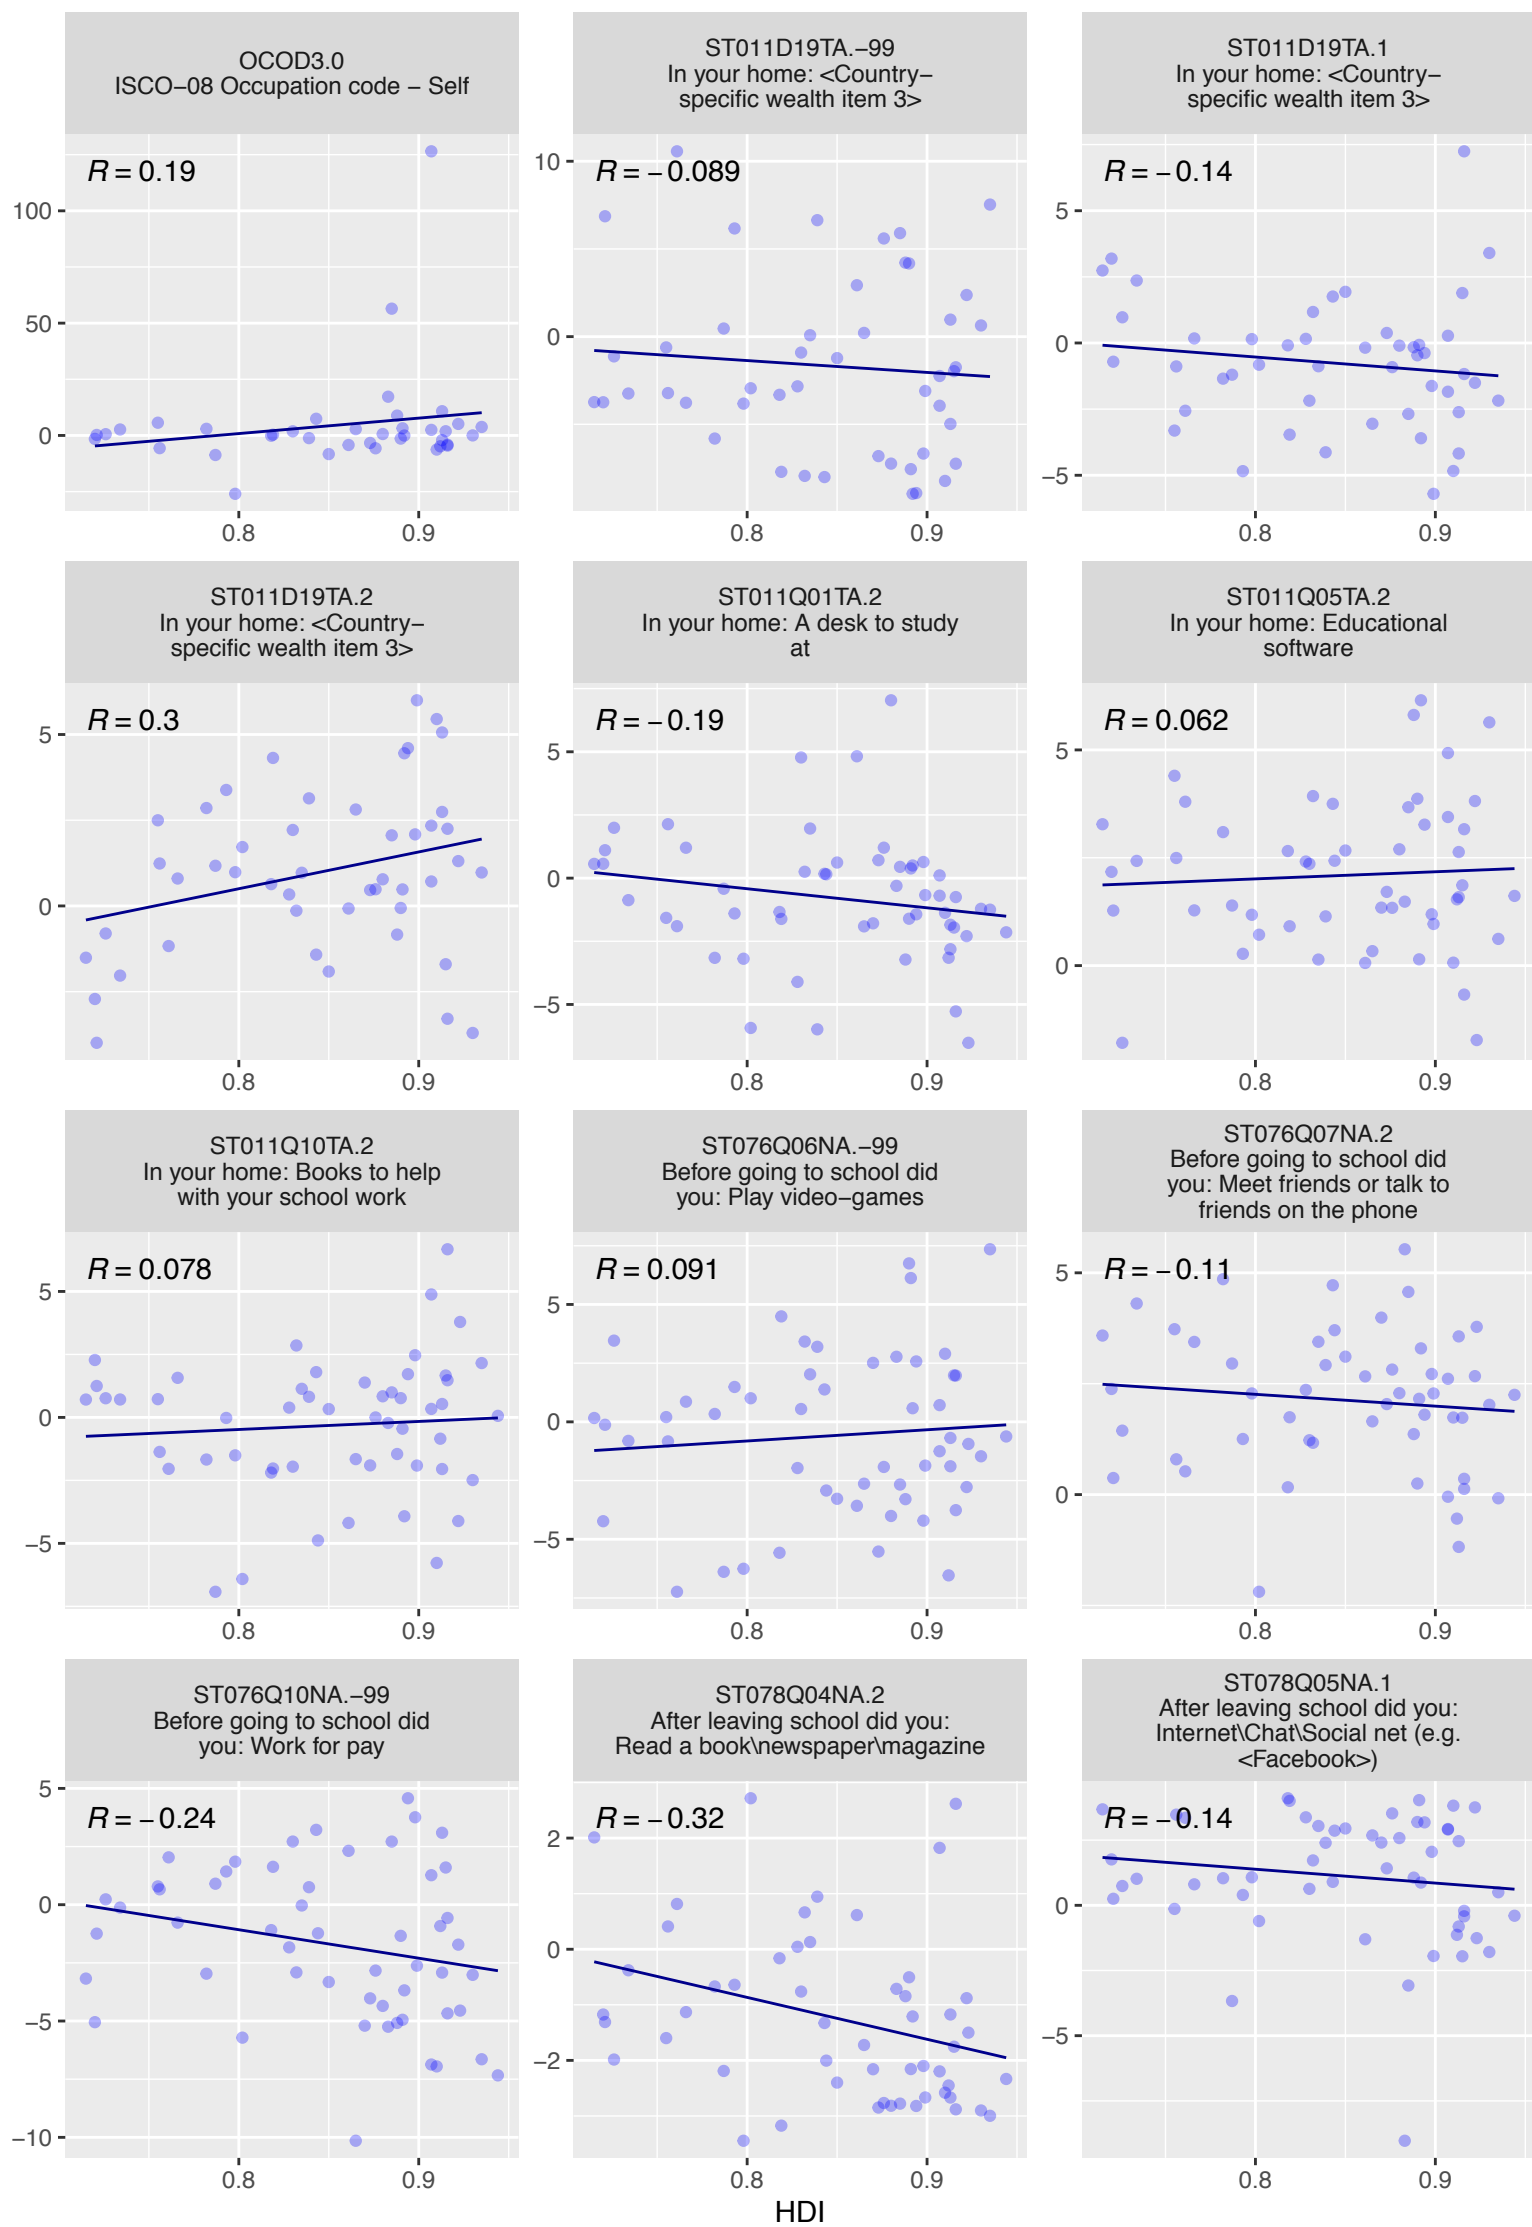 OCOD3.0
ISCO−08 Occupation code − Self
ST011D19TA.−99
In your home: <Country−
specific wealth item 3>
ST011D19TA.1
In your home: <Country−
specific wealth item 3>
R = 0.19
R = −0.089
R = −0.14
100
50
0
10
0
5
0
−5
0.8
0.9
0.8
0.9
0.8
0.9
ST011D19TA.2
In your home: <Country−
specific wealth item 3>
ST011Q01TA.2
In your home: A desk to study
at
ST011Q05TA.2
In your home: Educational
software
R = 0.3
R = −0.19
R = 0.062
5
0
5
0
−5
5
0
0.8
0.9
0.8
0.9
0.8
0.9
ST011Q10TA.2
In your home: Books to help
with your school work
ST076Q06NA.−99
Before going to school did
you: Play video−games
ST076Q07NA.2
Before going to school did
you: Meet friends or talk to
friends on the phone
R = 0.078
R = 0.091
R = −0.11
5
0
−5
5
0
−5
5
0
0.8
0.9
0.8
0.9
0.8
0.9
ST076Q10NA.−99
Before going to school did
you: Work for pay
ST078Q04NA.2
After leaving school did you:
Read a book\newspaper\magazine
ST078Q05NA.1
After leaving school did you:
Internet\Chat\Social net (e.g.
<Facebook>)
R = −0.24
R = −0.32
R = −0.14
5
0
−5
−10
2
0
−2
0
−5
0.8
0.9
0.8
0.9
0.8
0.9
HDI